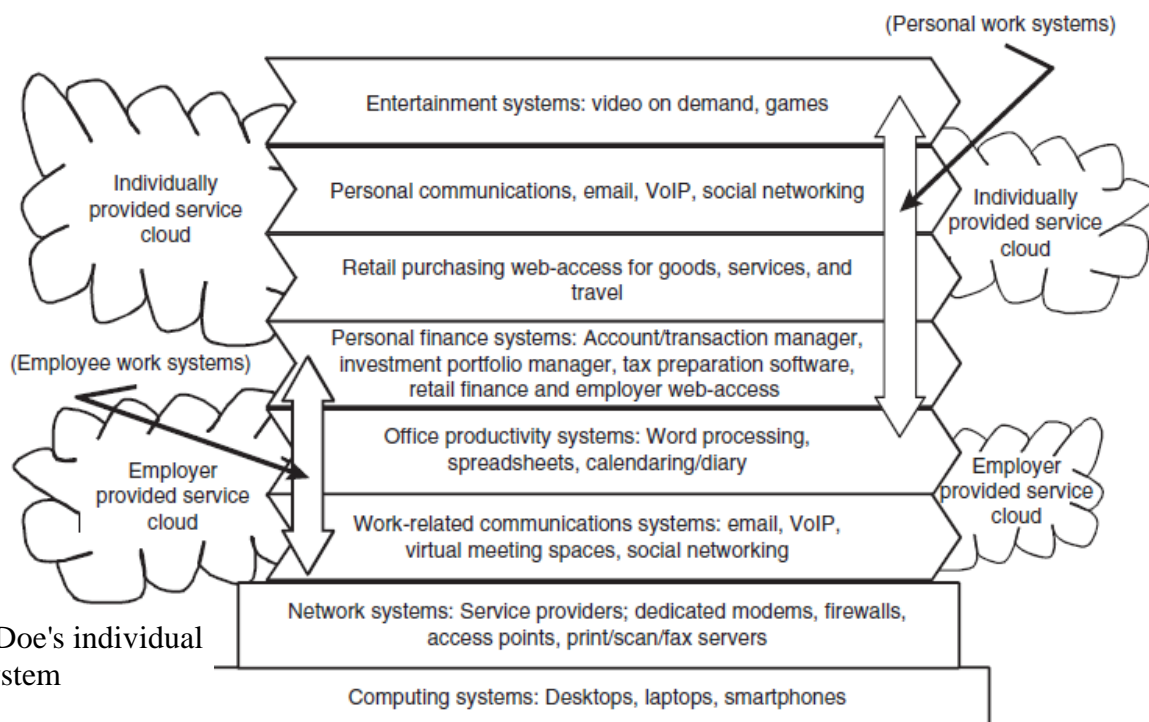 (Personal work systems)
Entertainment systems: video on demand, games
Individually
provided service
cloud
Personal communications, email, VoIP, social networking
Individually
provided service
cloud
Retail purchasing web-access for goods, services, and
travel
(Employee work systems)
Personal finance systems: Account/transaction manager,
investment portfolio manager, tax preparation software,
retail finance and employer web-access
Employer
provided service
cloud
Office productivity systems: Word processing,
spreadsheets, calendaring/diary
Employer
provided service
cloud
Work-related communications systems: email, VoIP,
virtual meeting spaces, social networking
Network systems: Service providers; dedicated modems, firewalls,
access points, print/scan/fax servers
Doe's individual
stem
Computing systems: Desktops, laptops, smartphones